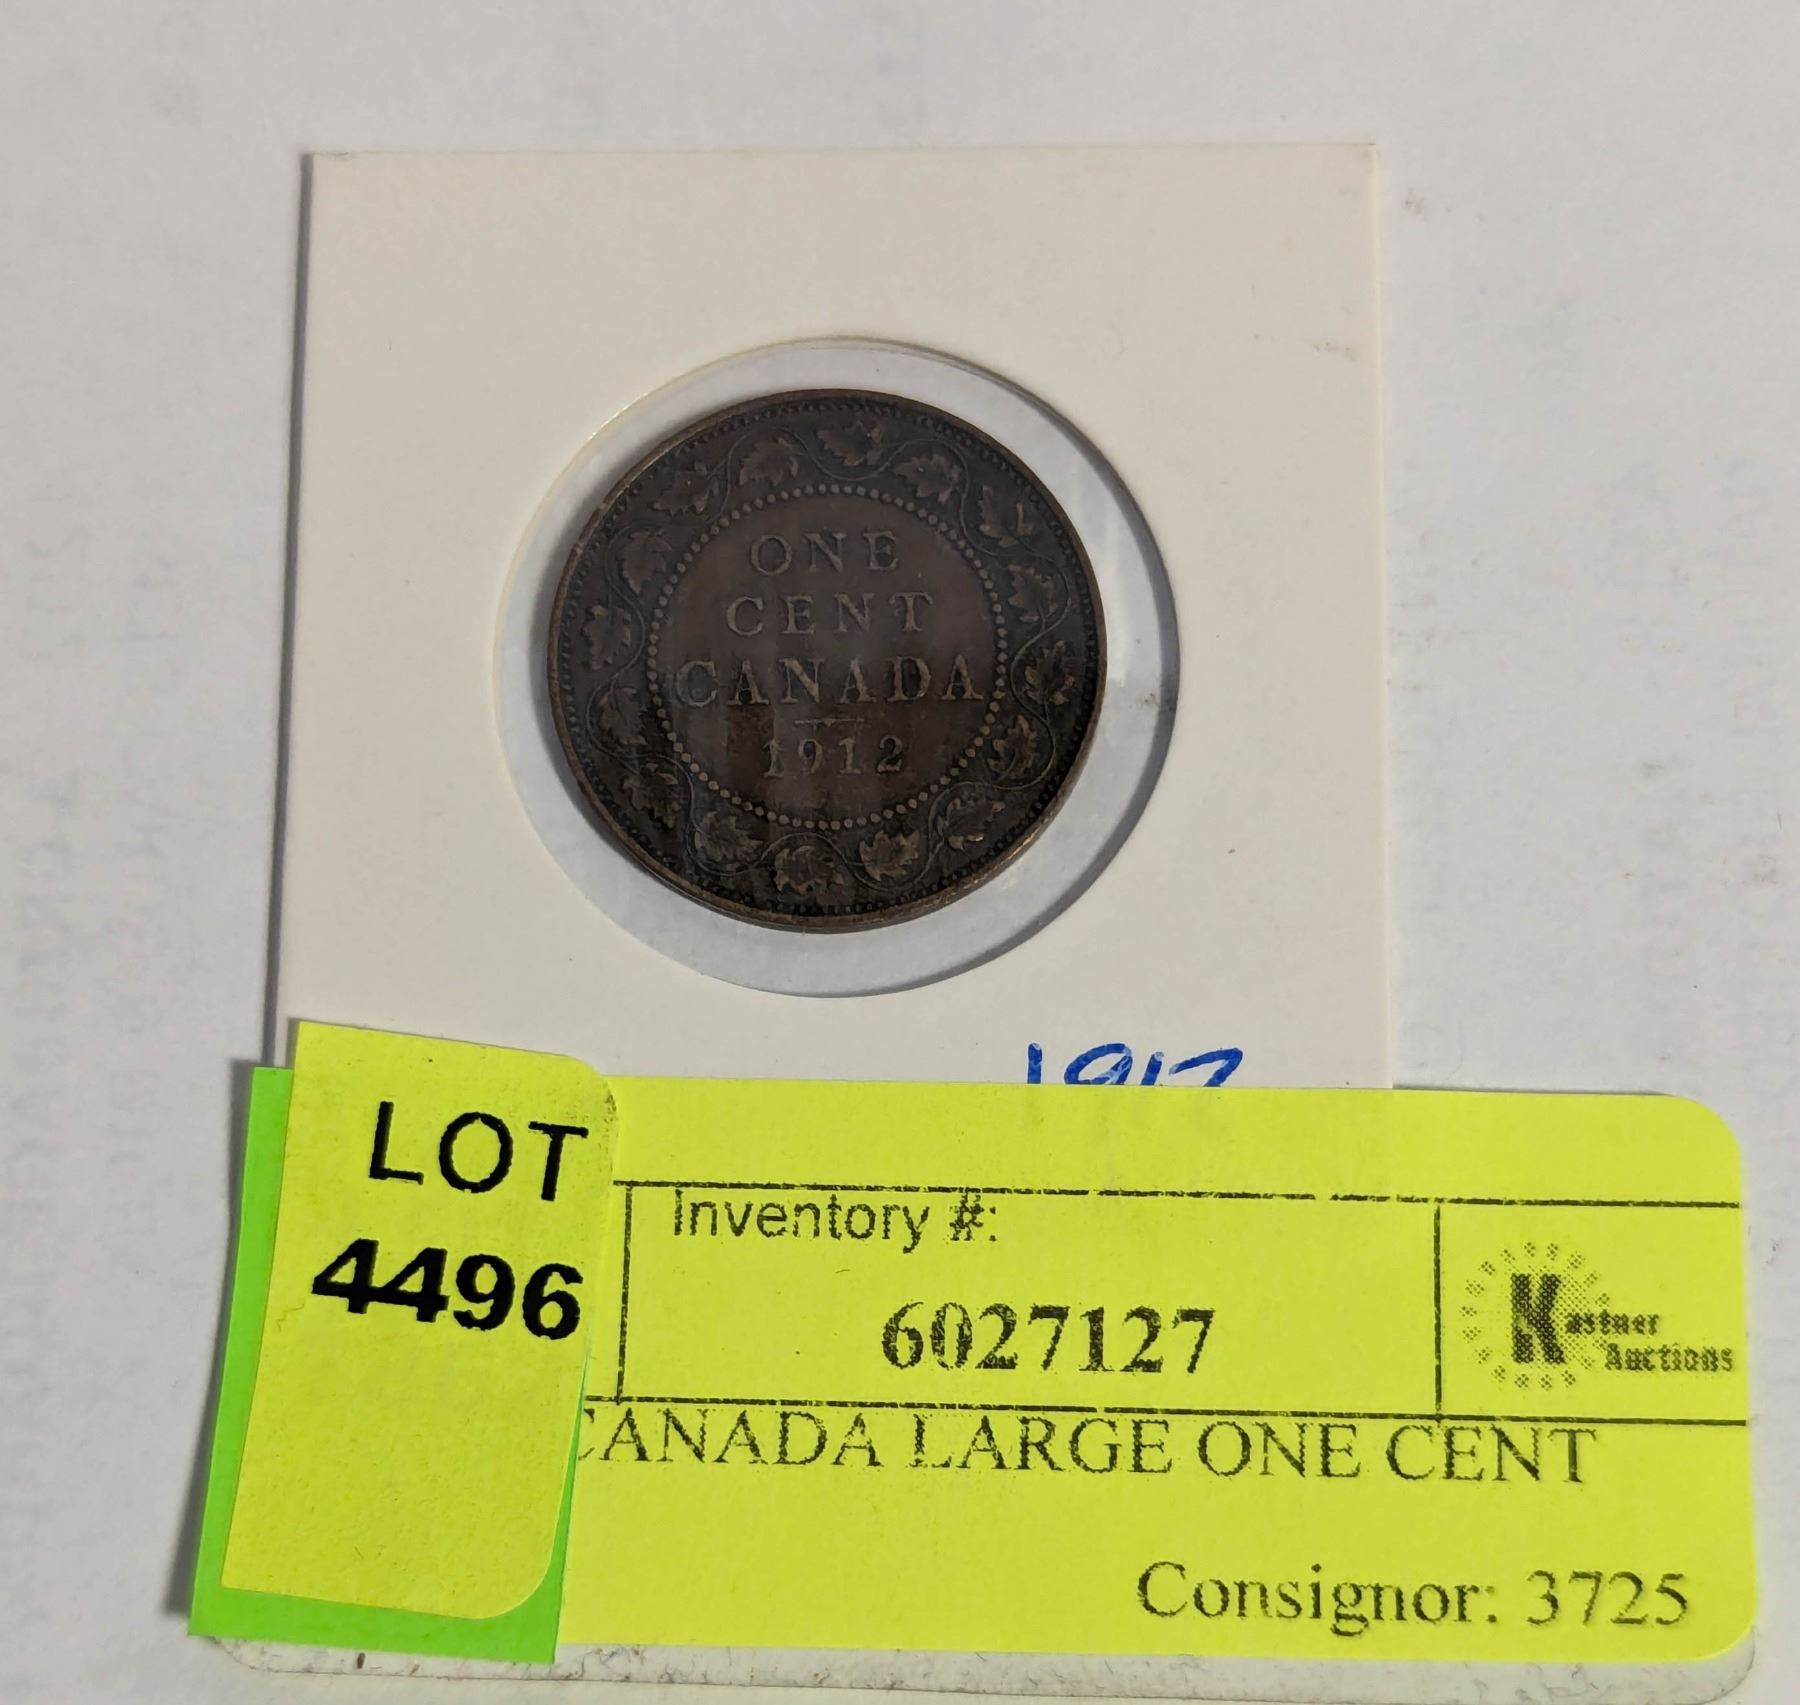 ONE
CENT
CANADA
1912
1912
LOT
4496
Inventory #:
6027127
Kastner
Auctions
CANADA LARGE ONE CENT
Consignor: 3725